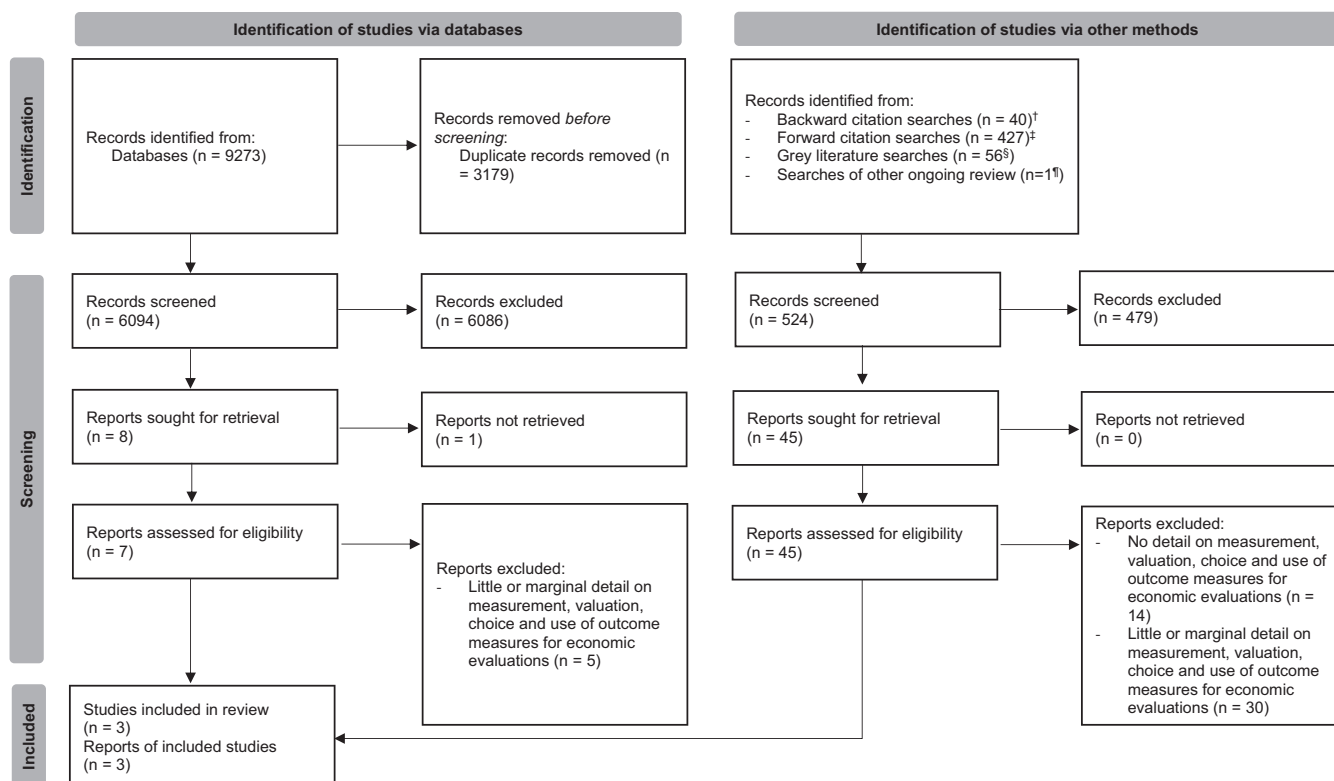 Identification of studies via databases
Identification of studies via other methods
Identification
Records identified from:
Databases (n = 9273)
Records removed before
screening:
Duplicate records removed (n
= 3179)
Records identified from:
- Backward citation searches (n = 40)†
- Forward citation searches (n = 427)‡
- Grey literature searches (n = 56§)
- Searches of other ongoing review (n=1¶)
Screening
Records screened
(n = 6094)
Records excluded
(n = 6086)
Records screened
(n = 524)
Records excluded
(n = 479)
Reports sought for retrieval
(n = 8)
Reports not retrieved
(n = 1)
Reports sought for retrieval
(n = 45)
Reports not retrieved
(n = 0)
Reports assessed for eligibility
(n = 7)
Reports excluded:
- Little or marginal detail on
measurement, valuation,
choice and use of outcome
measures for economic
evaluations (n = 5)
Reports assessed for eligibility
(n = 45)
Reports excluded:
- No detail on measurement,
valuation, choice and use of
outcome measures for
economic evaluations (n =
14)
- Little or marginal detail on
measurement, valuation,
choice and use of outcome
measures for economic
evaluations (n = 30)
Included
Studies included in review
(n = 3)
Reports of included studies
(n = 3)